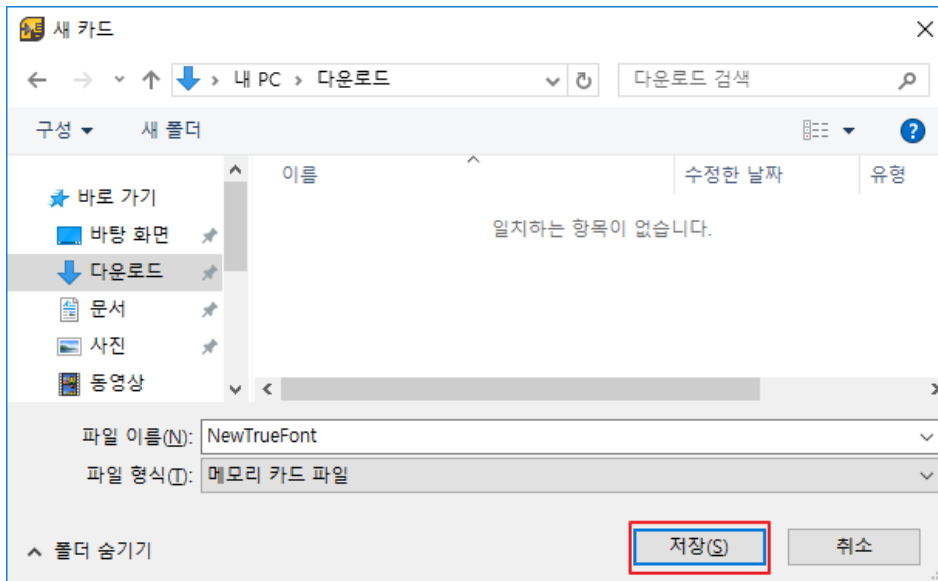 새 카드
내 PC > 다운로드
다운로드 검색
구성
새 폴더
이름
수정한 날짜
유형
바로 가기
일치하는 항목이 없습니다.
바탕 화면
다운로드
문서
사진
동영상
파일 이름(N): NewTrueFont
파일 형식(T): 메모리 카드 파일
폴더 숨기기
저장(S)
취소